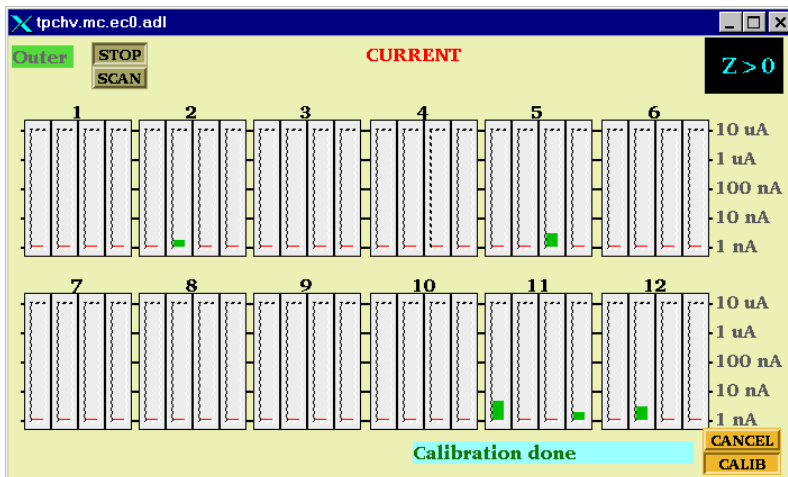 tpchv.mc.ec0.adl
Outer STOP CURRENT Z > 0
SCAN
1 2 3 4 5 6
10 uA
1 uA
100 nA
10 nA
1 nA
7 8 9 10 11 12
10 uA
1 uA
100 nA
10 nA
1 nA
CANCEL
Calibration done
CALIB